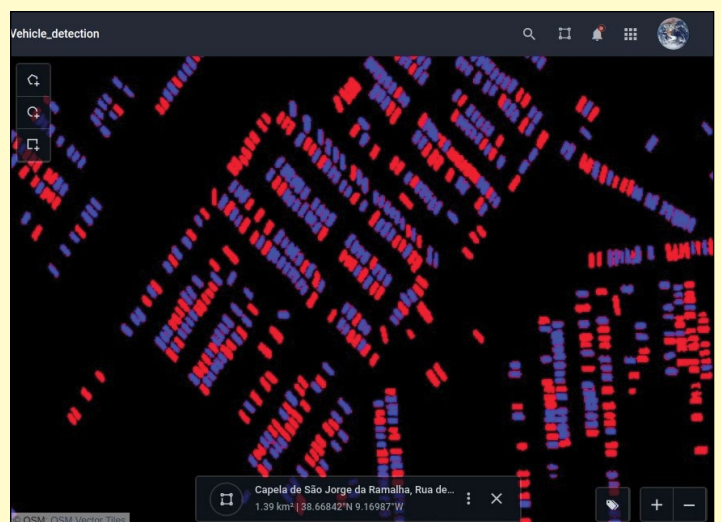 Vehicle_detection
Capela de São Jorge da Ramalha, Rua de...
1.39 km² | 38.66842°N 9.16987°W
© OSM; OSM Vector Tiles